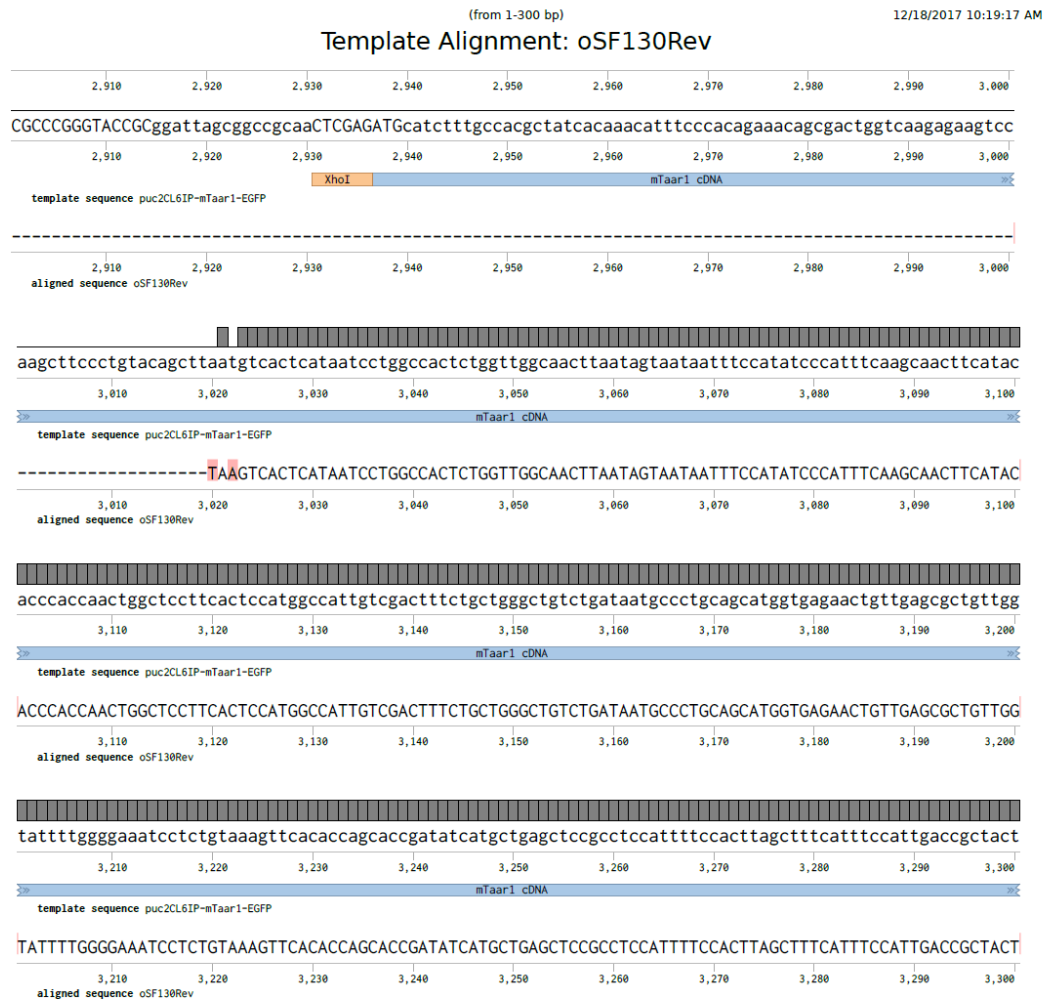 (from 1-300 bp) 12/18/2017 10:19:17 AM
Template Alignment: oSF130Rev
2,910 2,920 2,930 2,940 2,950 2,960 2,970 2,980 2,990 3,000
CGCCCGGGTACCGCggattagcggccgcaaCTCGAGATGcatctttgccacgctatcacaaacatttcccacagaaacagcgactggtcaagagaagtcc
2,910 2,920 2,930 2,940 2,950 2,960 2,970 2,980 2,990 3,000
XhoI mTaar1 cDNA
template sequence puc2CL6IP-mTaar1-EGFP
----------------------------------------------------------------------------------------------------
2,910 2,920 2,930 2,940 2,950 2,960 2,970 2,980 2,990 3,000
aligned sequence oSF130Rev
aagcttccctgtacagcttaatgtcactcataatcctggccactctggttggcaacttaatagtaataatttccatatcccatttcaagcaacttcatac
3,010 3,020 3,030 3,040 3,050 3,060 3,070 3,080 3,090 3,100
mTaar1 cDNA
template sequence puc2CL6IP-mTaar1-EGFP
-------------------TAAGTCACTCATAATCCTGGCCACTCTGGTTGGCAACTTAATAGTAATAATTTCCATATCCCATTTCAAGCAACTTCATAC
3,010 3,020 3,030 3,040 3,050 3,060 3,070 3,080 3,090 3,100
aligned sequence oSF130Rev
acccaccaactggctccttcactccatggccattgtcgactttctgctgggctgtctgataatgccctgcagcatggtgagaactgttgagcgctgttgg
3,110 3,120 3,130 3,140 3,150 3,160 3,170 3,180 3,190 3,200
mTaar1 cDNA
template sequence puc2CL6IP-mTaar1-EGFP
ACCCACCAACTGGCTCCTTCACTCCATGGCCATTGTCGACTTTCTGCTGGGCTGTCTGATAATGCCCTGCAGCATGGTGAGAACTGTTGAGCGCTGTTGG
3,110 3,120 3,130 3,140 3,150 3,160 3,170 3,180 3,190 3,200
aligned sequence oSF130Rev
tattttggggaaatcctctgtaaagttcacaccagcaccgatatcatgctgagctccgcctccattttccacttagctttcatttccattgaccgctact
3,210 3,220 3,230 3,240 3,250 3,260 3,270 3,280 3,290 3,300
mTaar1 cDNA
template sequence puc2CL6IP-mTaar1-EGFP
TATTTTGGGGAAATCCTCTGTAAAGTTCACACCAGCACCGATATCATGCTGAGCTCCGCCTCCATTTTCCACTTAGCTTTCATTTCCATTGACCGCTACT
3,210 3,220 3,230 3,240 3,250 3,260 3,270 3,280 3,290 3,300
aligned sequence oSF130Rev